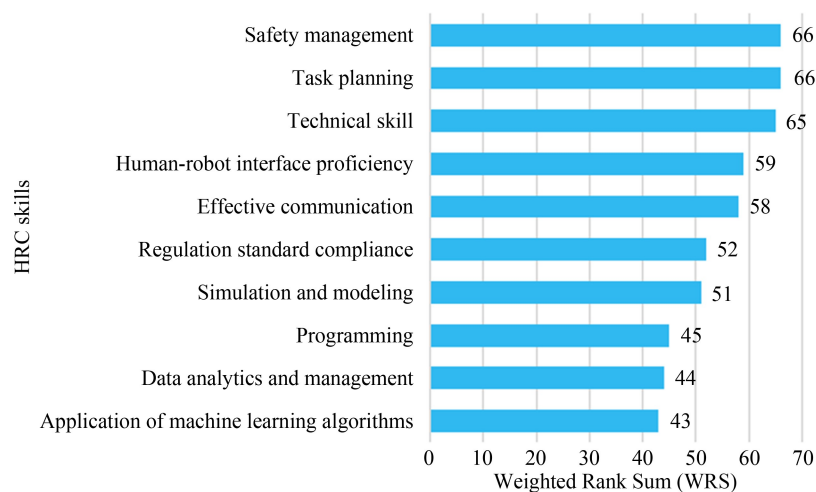 HRC skills
Safety management 66
Task planning 66
Technical skill 65
Human-robot interface proficiency 59
Effective communication 58
Regulation standard compliance 52
Simulation and modeling 51
Programming 45
Data analytics and management 44
Application of machine learning algorithms 43
0 10 20 30 40 50 60 70
Weighted Rank Sum (WRS)